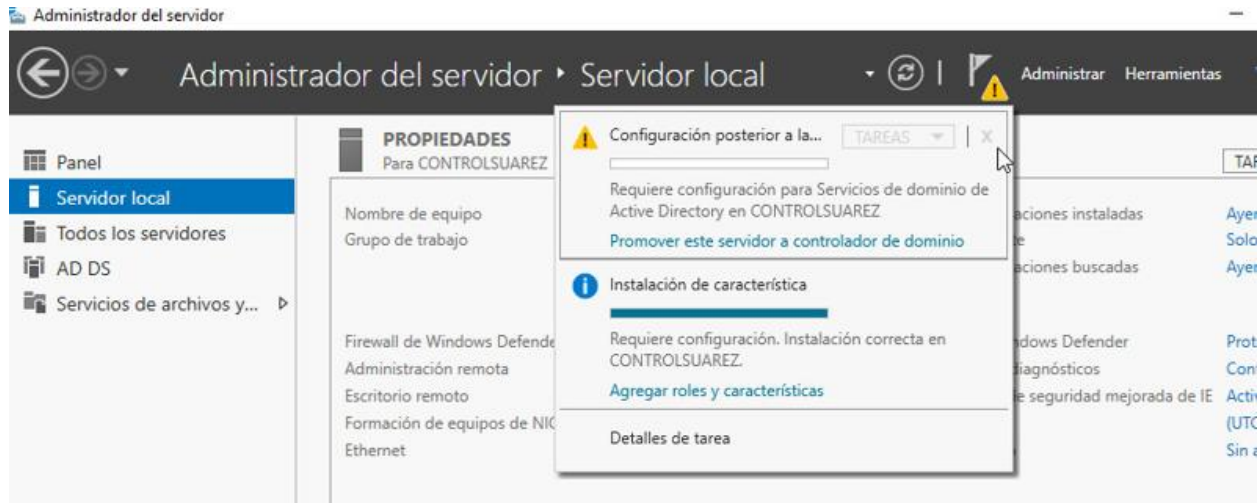 Administrador del servidor
Administrador del servidor ‣ Servidor local
Administrar Herramientas
Panel
Servidor local
Todos los servidores
AD DS
Servicios de archivos y...
PROPIEDADES
Para CONTROLSUAREZ
Nombre de equipo
Grupo de trabajo
Firewall de Windows Defende
Administración remota
Escritorio remoto
Formación de equipos de NIC
Ethernet
Configuración posterior a la... TAREAS
Requiere configuración para Servicios de dominio de
Active Directory en CONTROLSUAREZ
Promover este servidor a controlador de dominio
Instalación de característica
Requiere configuración. Instalación correcta en
CONTROLSUAREZ.
Agregar roles y características
Detalles de tarea
TAR
aciones instaladas Ayer
Solo
aciones buscadas Ayer
ndows Defender Prot
diagnósticos Con
e seguridad mejorada de IE Activ
(UTC
Sin a